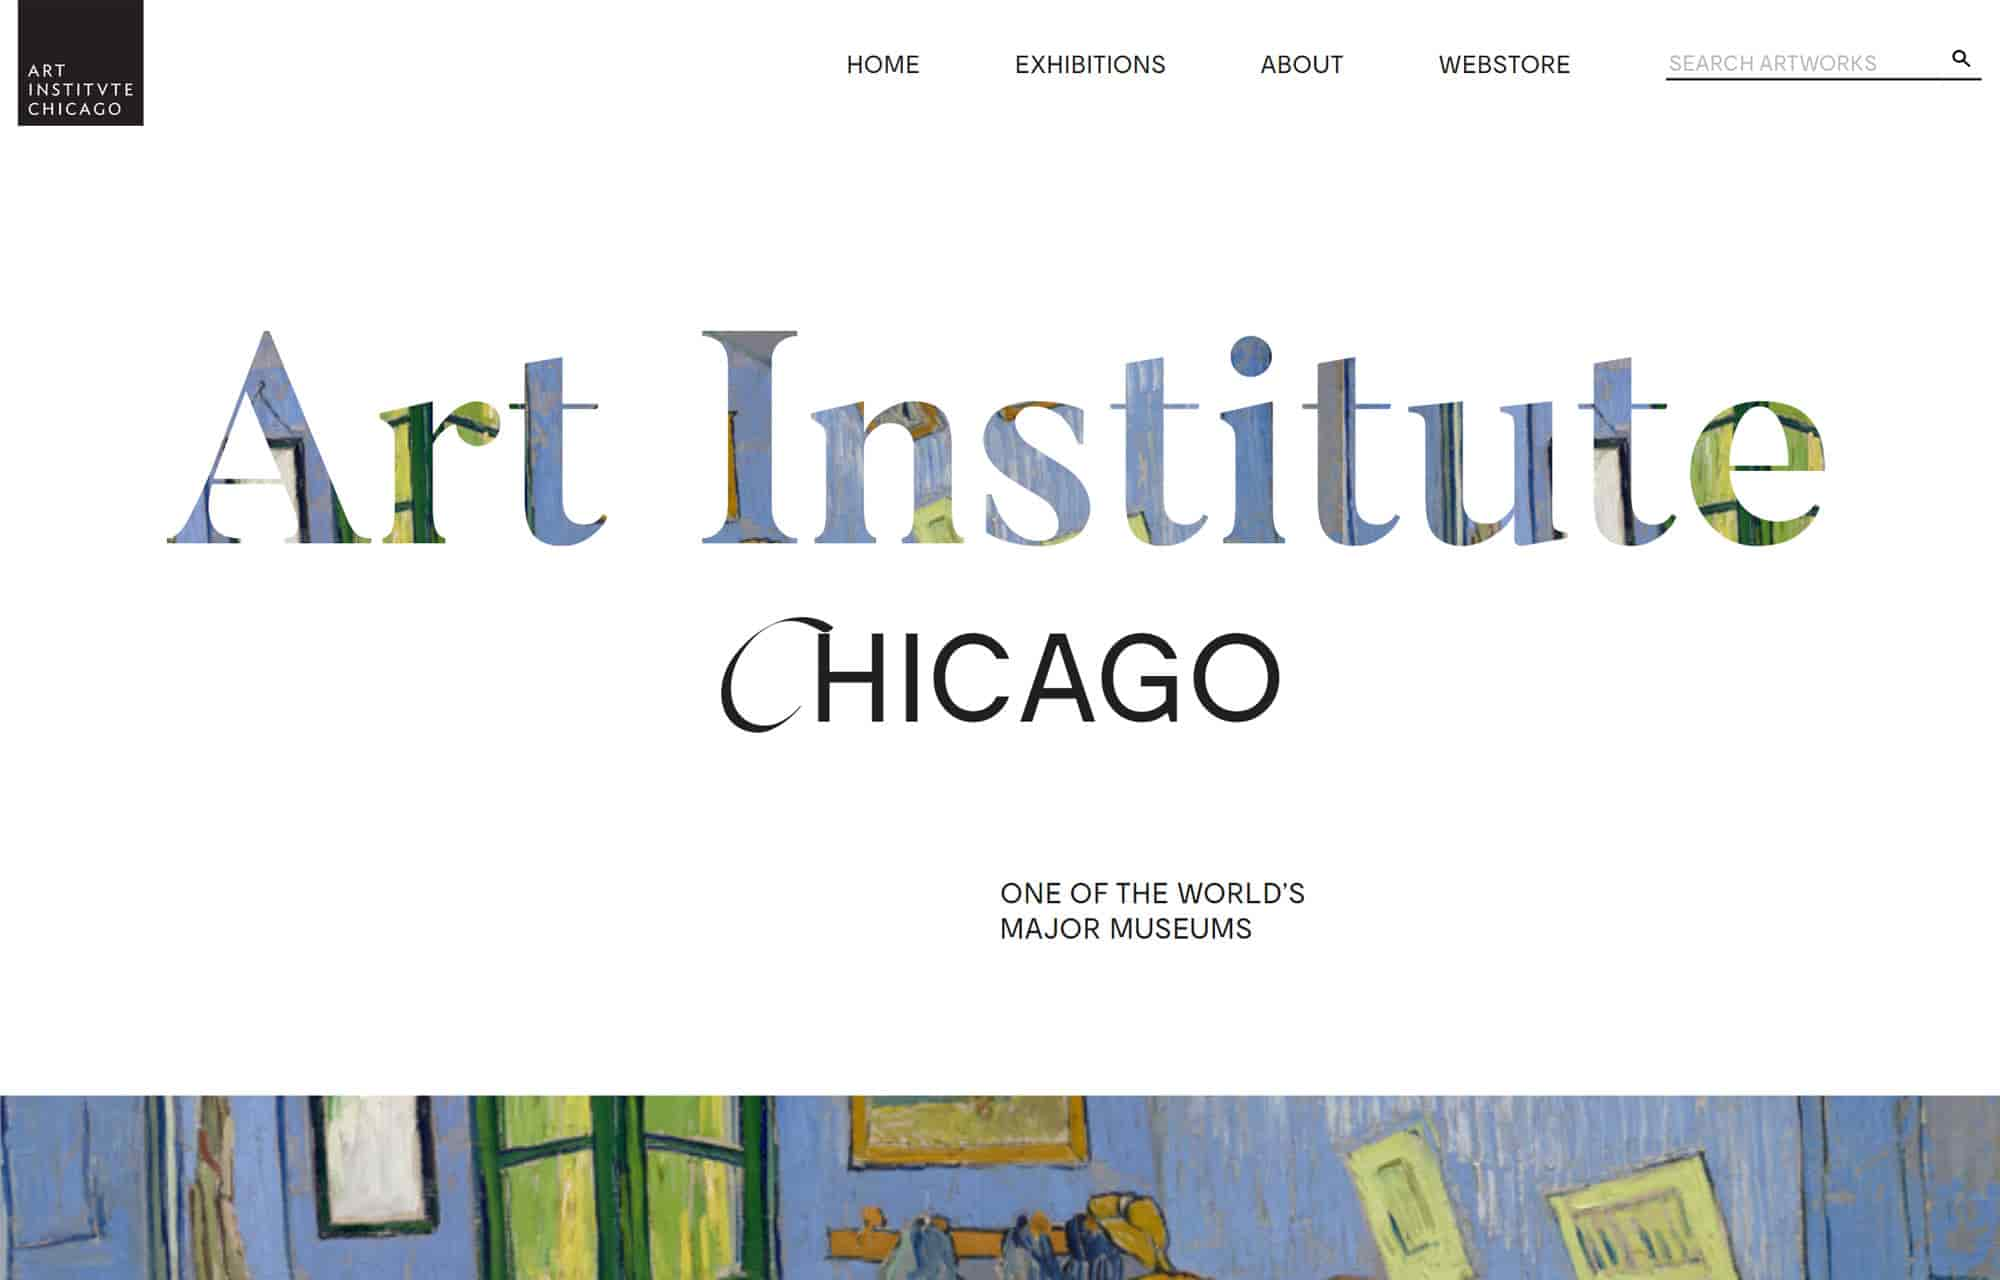 ART
INSTITVTE
CHICAGO
HOME EXHIBITIONS ABOUT WEBSTORE SEARCH ARTWORKS
Art Institute
CHICAGO
ONE OF THE WORLD’S
MAJOR MUSEUMS